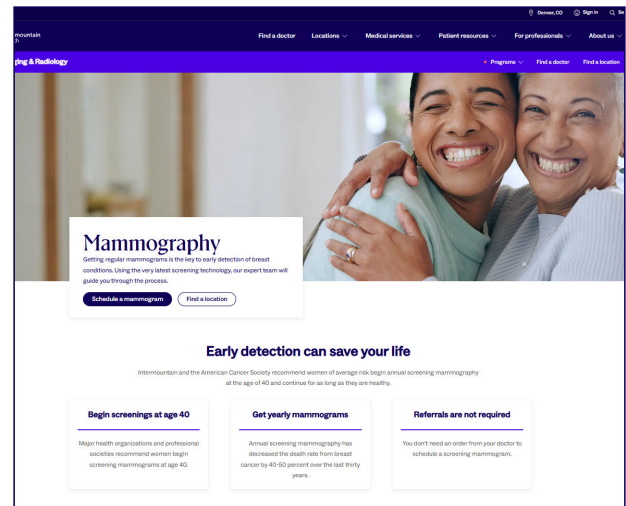 Denver, CO Sign in Se
mountain
Find a doctor Locations Medical services Patient resources For professionals About us
ging & Radiology
Programs Find a doctor Find a location
Mammography
Getting regular mammograms is the key to early detection of breast
conditions. Using the very latest screening technology, our expert team will
guide you through the process.
Schedule a mammogram Find a location
Early detection can save your life
Intermountain and the American Cancer Society recommend women of average risk begin annual screening mammography
at the age of 40 and continue for as long as they are healthy.
Begin screenings at age 40
Major health organizations and professional
societies recommend women begin
screening mammograms at age 40.
Get yearly mammograms
Annual screening mammography has
decreased the death rate from breast
cancer by 40-50 percent over the last thirty
years.
Referrals are not required
You don't need an order from your doctor to
schedule a screening mammogram.